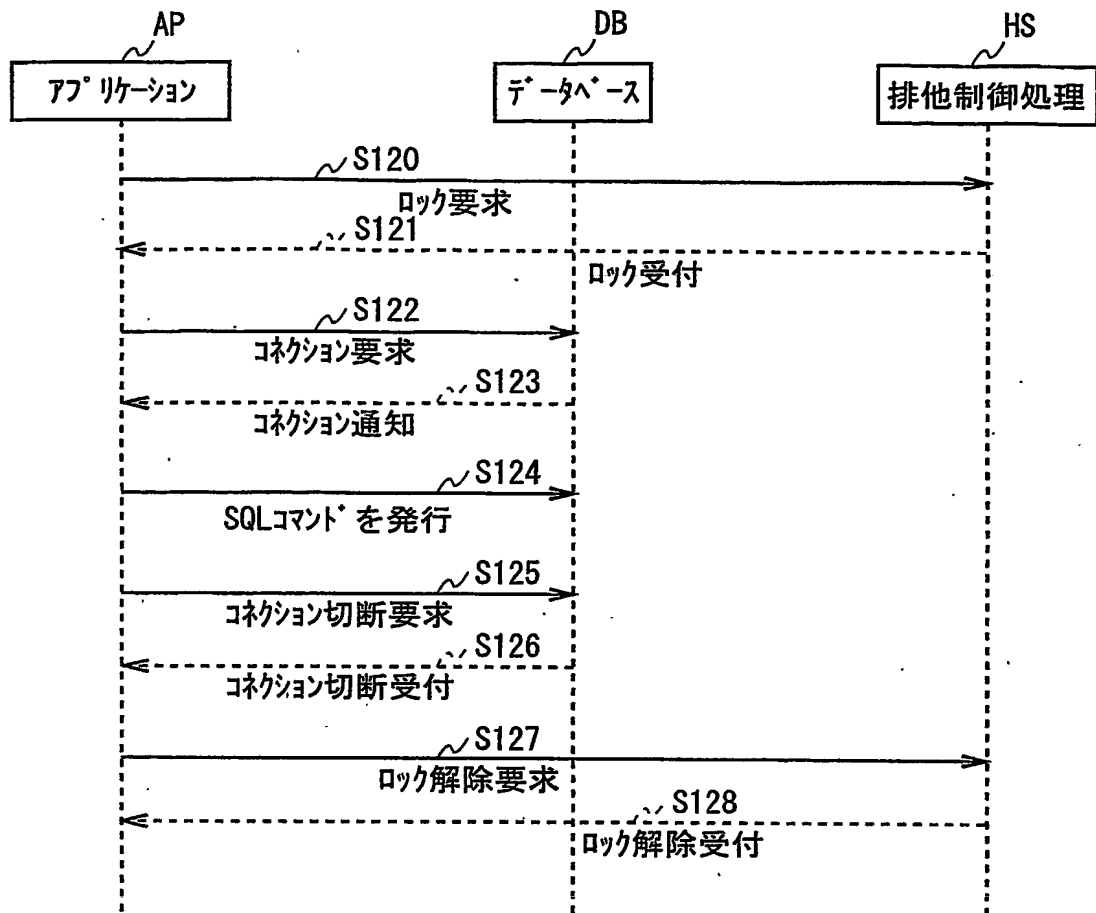 AP
DB
HS
アプリケーション
データベース
排他制御処理
S120
ロック要求
S121
ロック受付
S122
コネクション要求
S123
コネクション通知
S124
SQLコマンドを発行
S125
コネクション切断要求
S126
コネクション切断受付
S127
ロック解除要求
S128
ロック解除受付